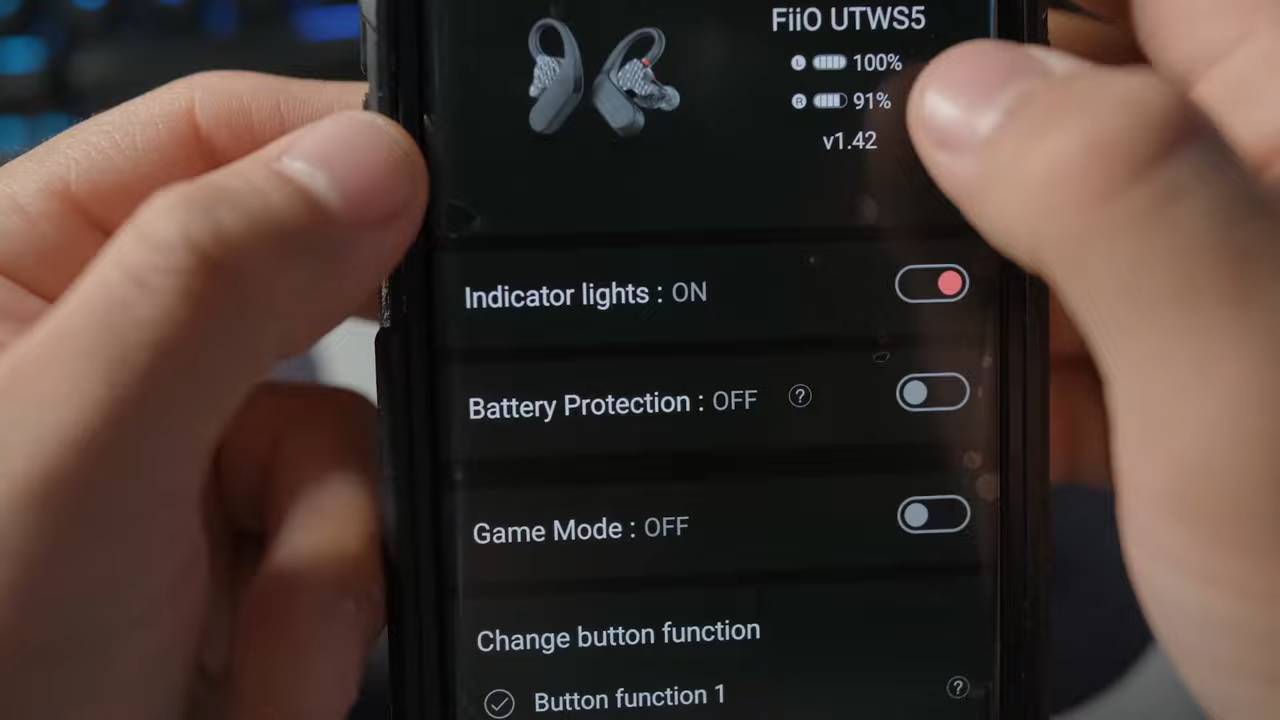 FiiO UTWS5
L 100%
R 91%
v1.42
Indicator lights : ON
Battery Protection : OFF ?
Game Mode : OFF
Change button function
Button function 1 ?